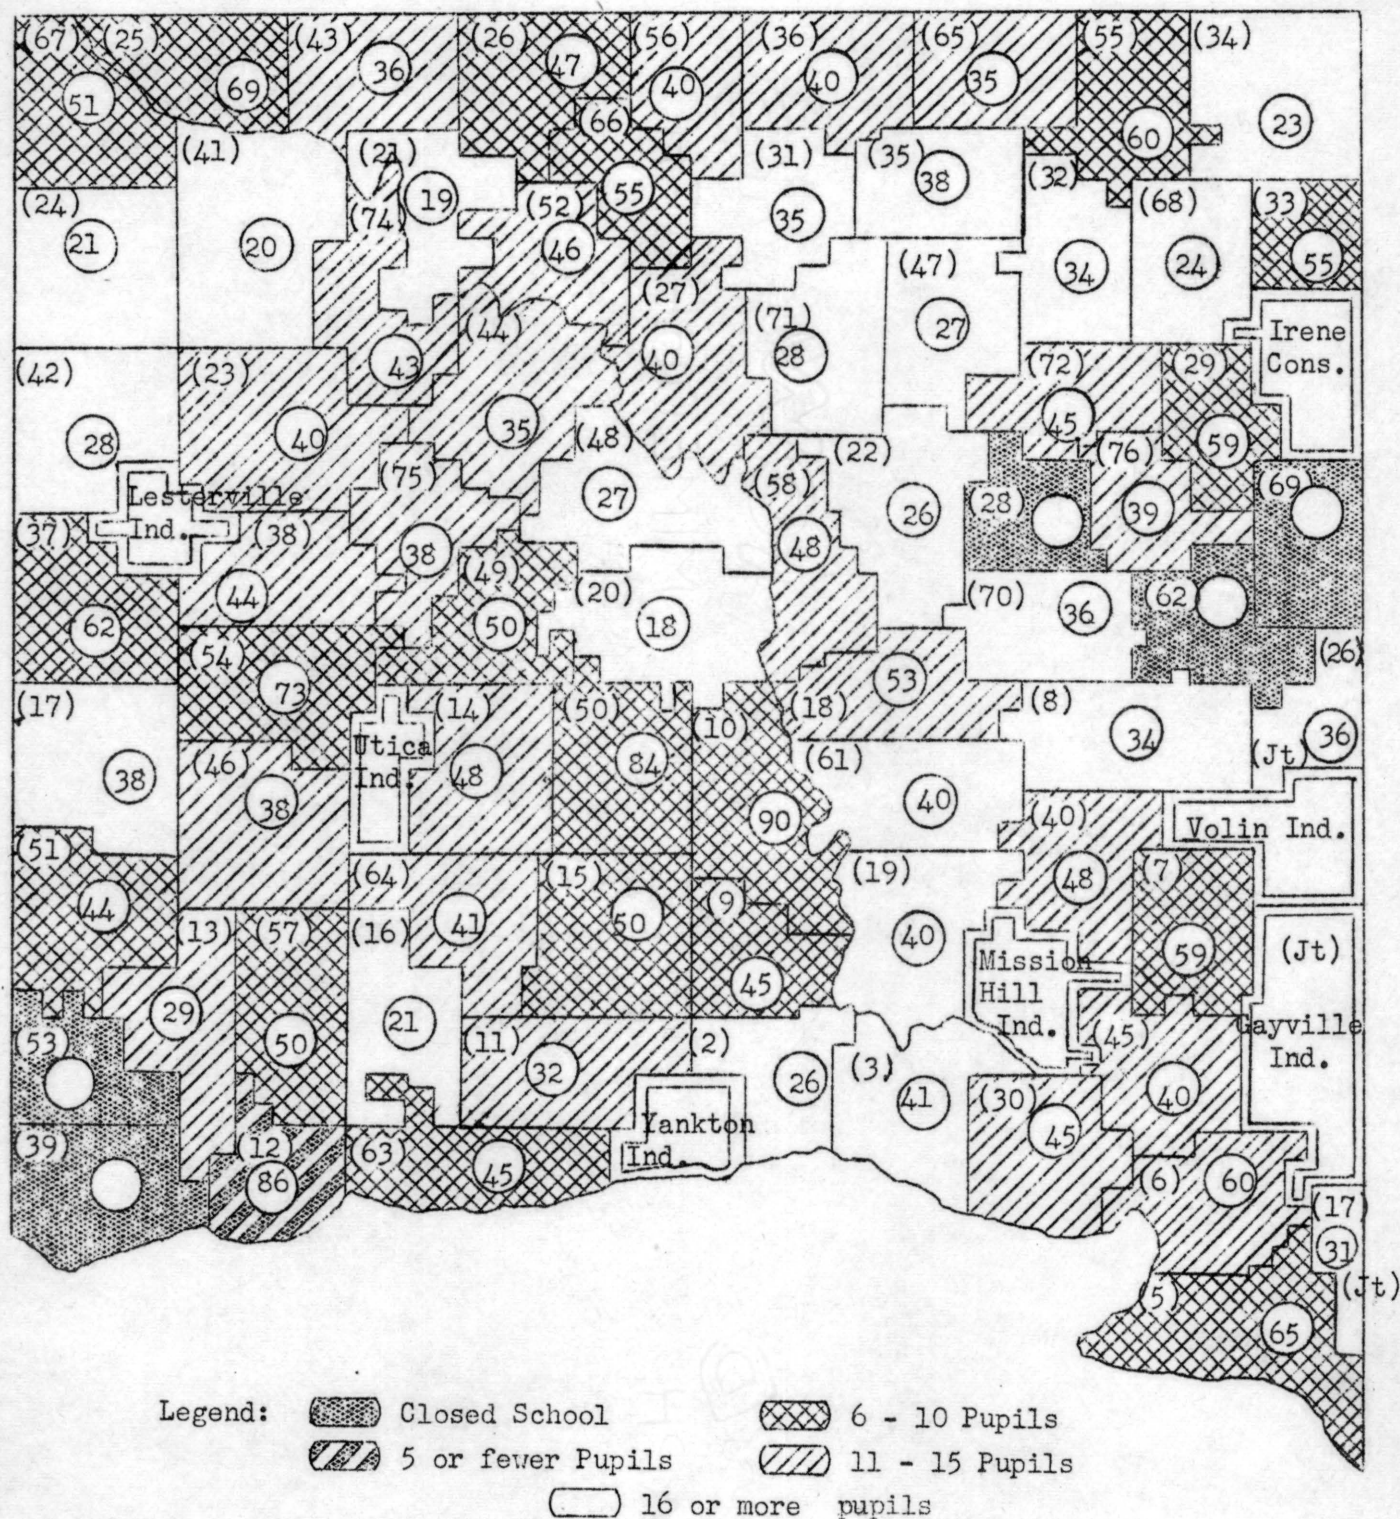 (67) (25) (43) (26) (56) (36) (65) (55) (34)
51 69 36 47 40 40 35 60 23
66
(41) (21) (31) (35) (32) (68) (33)
(24) 19 (52) 55 35 38
21 20 (74) 46 34 24 55
(27) (47)
(44) (71) 27 Irene
43 40 28 Cons.
(42) (23) (72) (29)
28 40 35 (48) 45 59
(75) (58) (22) (76)
Lesterville 27 26 (28) 39 (69)
Ind.
(37) (38) 38 48
44 (49) (20) (70) 36 (62)
62 50 18
(54) 73 53 (26)
(17) (14) (50) (10) (18) (8)
Utica 84 (61) 34 (Jt) 36
38 (46) Ind. 48
38 90 40 (40) Volin Ind.
(51) (64) (15) (19) 48 (7)
44 41 50 9 40 59
(13) (57) (16) (Jt)
Mission
29 21 45 Hill
Ind.
(53) 50 (11) 32 (2) 26 (3) (45) Gayville
Ind.
41 (30) 40
(39) (12) (63) Yankton 45
86 45 Ind. (6) 60
(17)
31
(5) (Jt)
65
Legend: Closed School 6 - 10 Pupils
5 or fewer Pupils 11 - 15 Pupils
16 or more pupils